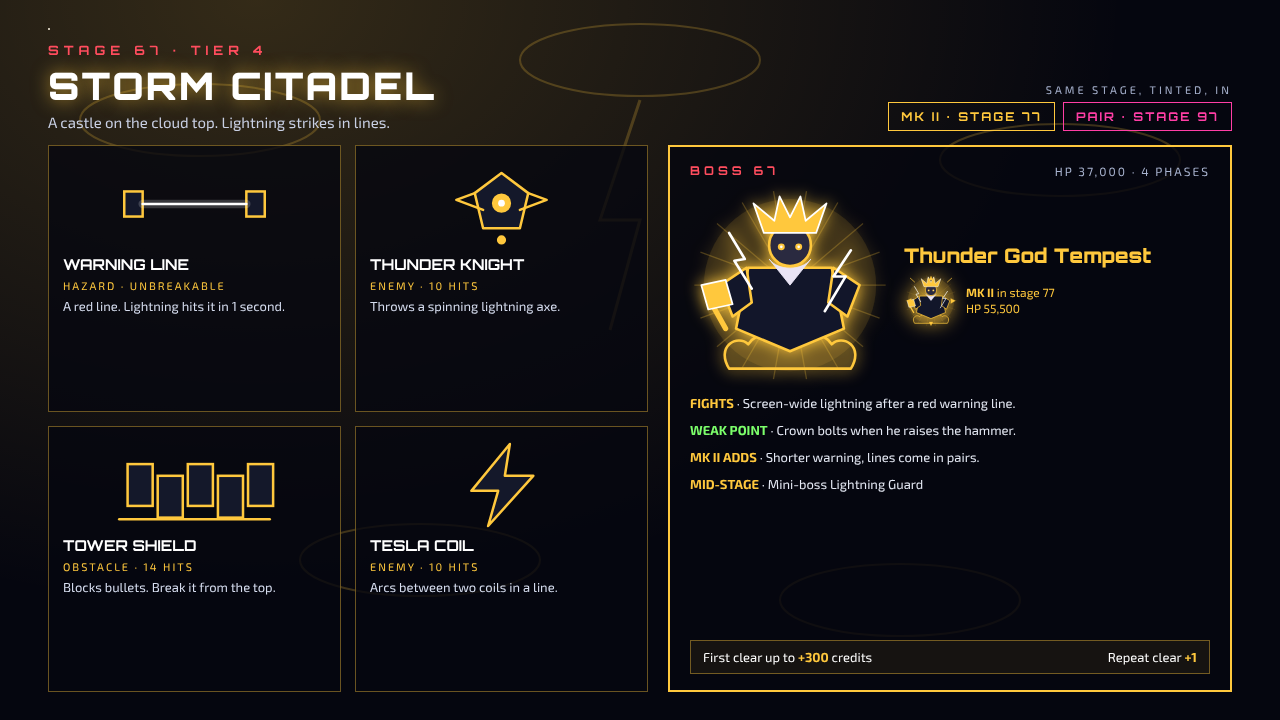 STAGE 67 · TIER 4
STORM CITADEL
A castle on the cloud top. Lightning strikes in lines.
SAME STAGE, TINTED, IN
MK II · STAGE 77
PAIR · STAGE 97
WARNING LINE
HAZARD · UNBREAKABLE
A red line. Lightning hits it in 1 second.
THUNDER KNIGHT
ENEMY · 10 HITS
Throws a spinning lightning axe.
TOWER SHIELD
OBSTACLE · 14 HITS
Blocks bullets. Break it from the top.
TESLA COIL
ENEMY · 10 HITS
Arcs between two coils in a line.
BOSS 67
HP 37,000 · 4 PHASES
Thunder God Tempest
MK II in stage 77
HP 55,500
FIGHTS · Screen-wide lightning after a red warning line.
WEAK POINT · Crown bolts when he raises the hammer.
MK II ADDS · Shorter warning, lines come in pairs.
MID-STAGE · Mini-boss Lightning Guard
First clear up to +300 credits
Repeat clear +1